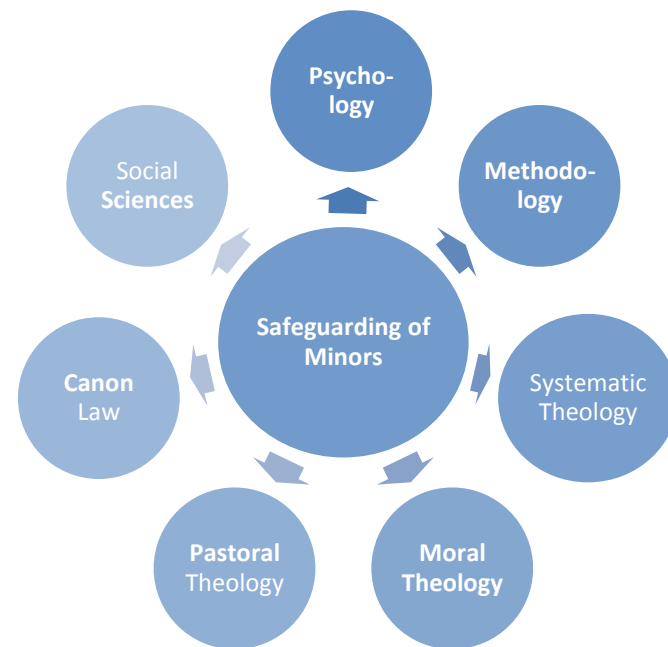 Psycho-
logy
Social
Sciences
Methodo-
logy
Safeguarding of
Minors
Canon
Law
Systematic
Theology
Pastoral
Theology
Moral
Theology